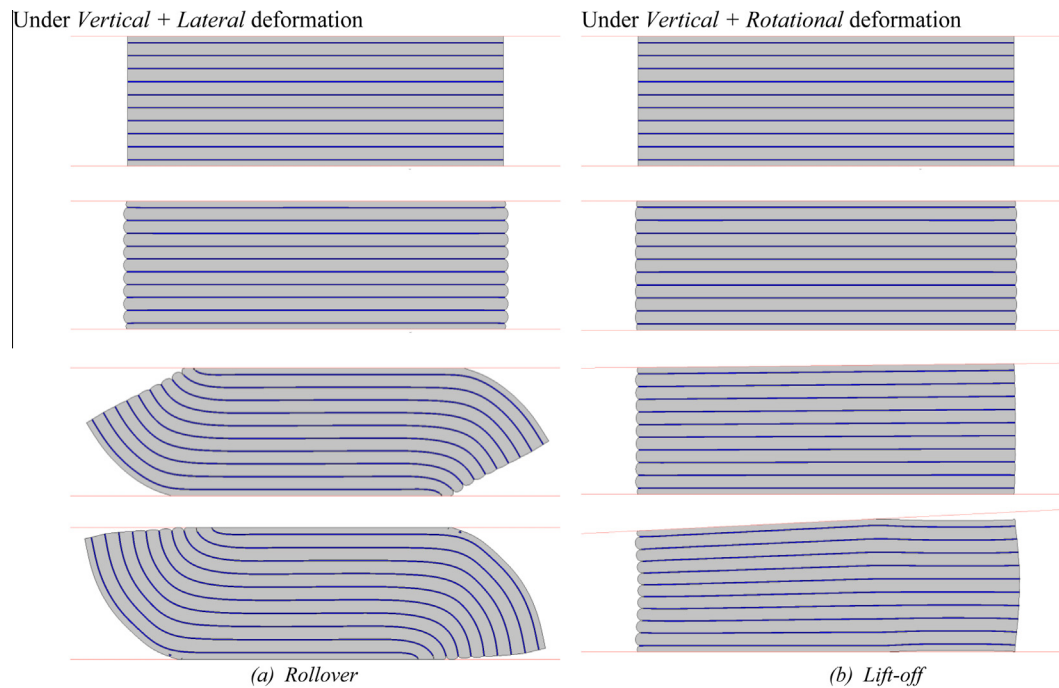 Under Vertical + Lateral deformation
Under Vertical + Rotational deformation
(a) Rollover
(b) Lift-off